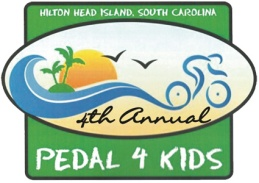 HILTON HEAD ISLAND, SOUTH CAROLINA
4th Annual
PEDAL 4 KIDS